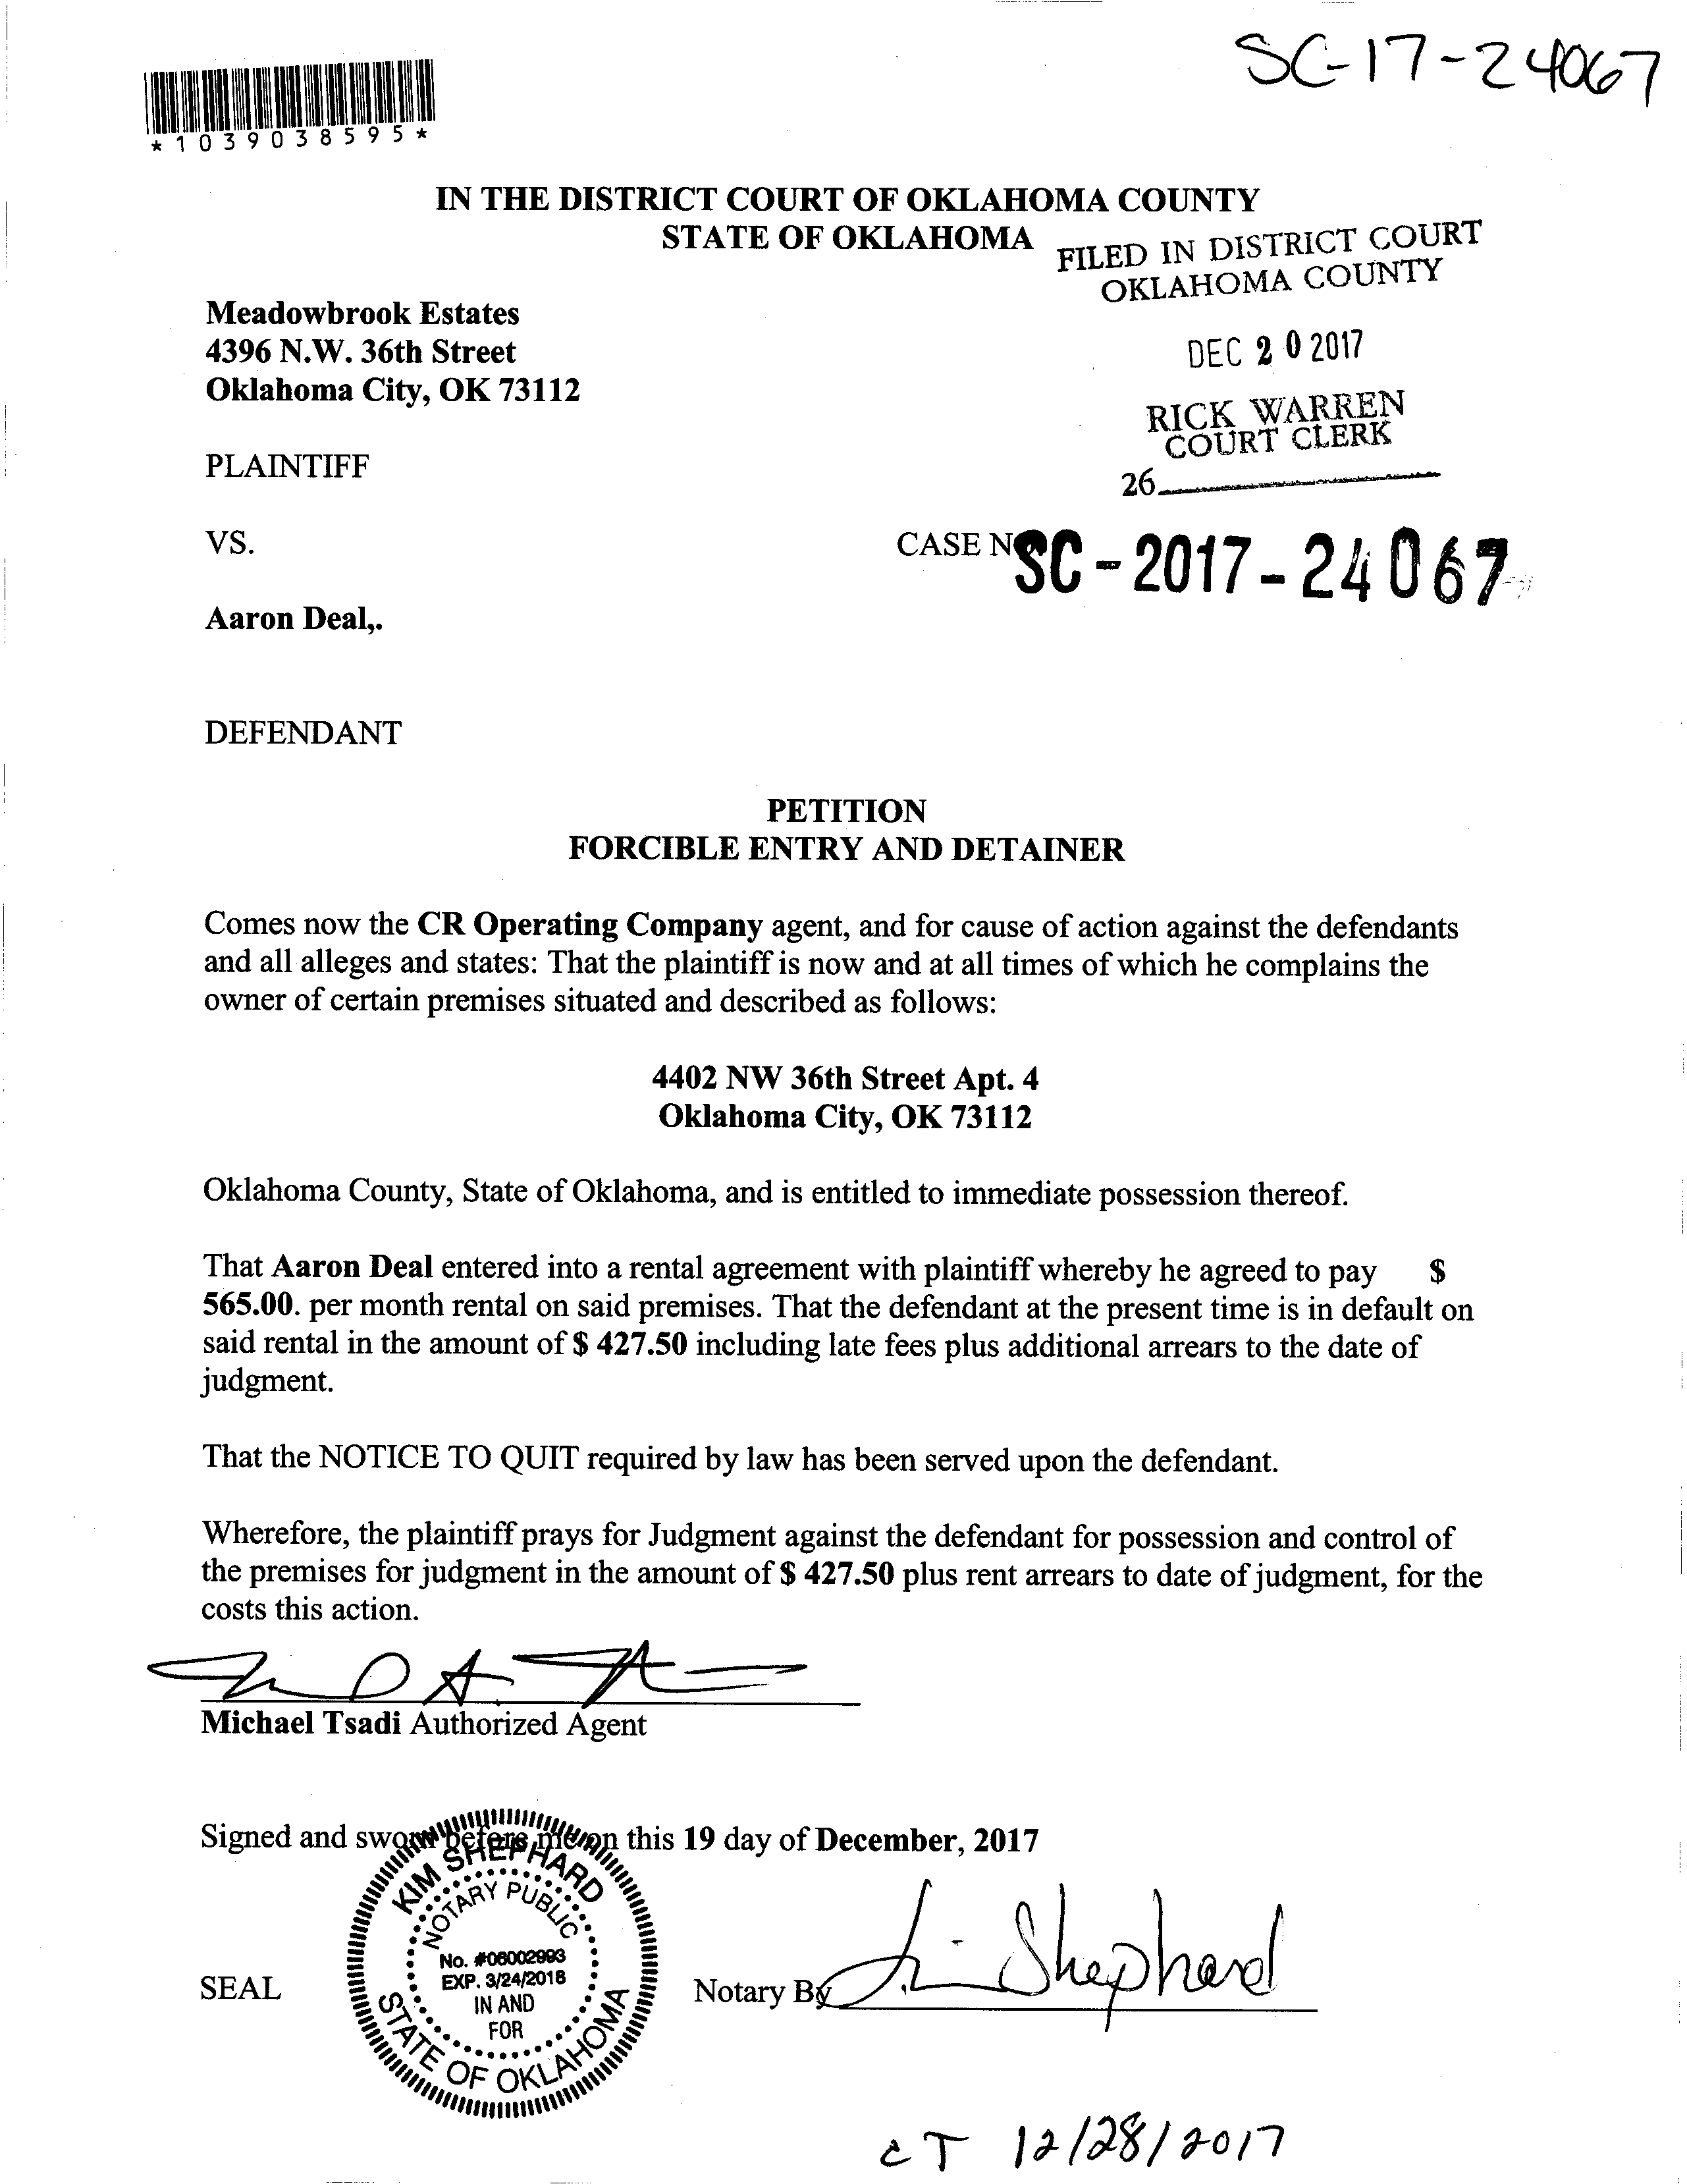 SC-17-24067
*1039038595*
IN THE DISTRICT COURT OF OKLAHOMA COUNTY
STATE OF OKLAHOMA
FILED IN DISTRICT COURT
OKLAHOMA COUNTY
Meadowbrook Estates
4396 N.W. 36th Street
Oklahoma City, OK 73112
DEC 20 2017
RICK WARREN
COURT CLERK
PLAINTIFF
26
VS.
CASE N SC-2017-24067
Aaron Deal,.
DEFENDANT
PETITION
FORCIBLE ENTRY AND DETAINER
Comes now the CR Operating Company agent, and for cause of action against the defendants
and all alleges and states: That the plaintiff is now and at all times of which he complains the
owner of certain premises situated and described as follows:
4402 NW 36th Street Apt. 4
Oklahoma City, OK 73112
Oklahoma County, State of Oklahoma, and is entitled to immediate possession thereof.
That Aaron Deal entered into a rental agreement with plaintiff whereby he agreed to pay $
565.00. per month rental on said premises. That the defendant at the present time is in default on
said rental in the amount of $ 427.50 including late fees plus additional arrears to the date of
judgment.
That the NOTICE TO QUIT required by law has been served upon the defendant.
Wherefore, the plaintiff prays for Judgment against the defendant for possession and control of
the premises for judgment in the amount of $ 427.50 plus rent arrears to date of judgment, for the
costs this action.
Michael Tsadi Authorized Agent
Signed and sworn before me on this 19 day of December, 2017
KIM SHEPHARD
NOTARY PUBLIC
No. #06002993
EXP. 3/24/2018
IN AND
FOR
STATE OF OKLAHOMA
SEAL
Notary By Kim Shephard
CT 12/28/2017